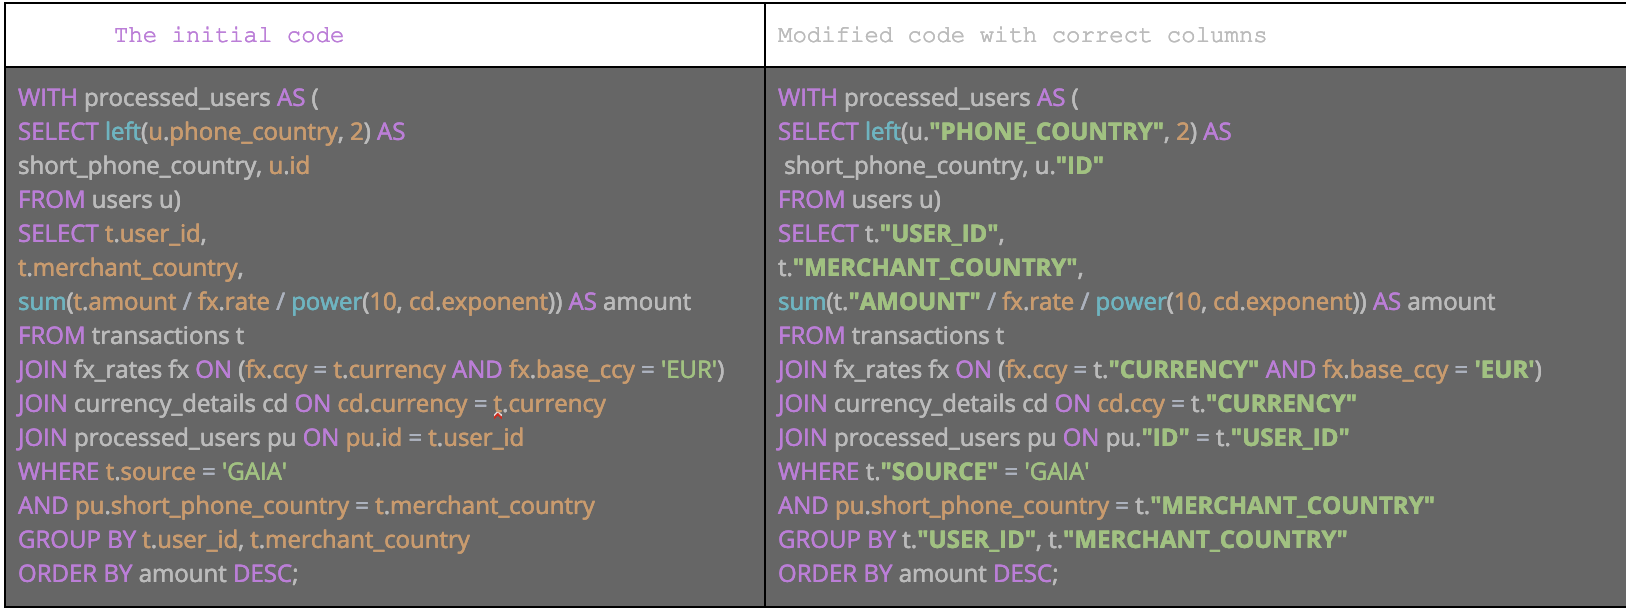 The initial code
WITH processed_users AS (
SELECT left(u.phone_country, 2) AS
short_phone_country, u.id
FROM users u)
SELECT t.user_id,
t.merchant_country,
sum(t.amount / fx.rate / power(10, cd.exponent)) AS amount
FROM transactions t
JOIN fx_rates fx ON (fx.ccy = t.currency AND fx.base_ccy = 'EUR')
JOIN currency_details cd ON cd.currency = t.currency
JOIN processed_users pu ON pu.id = t.user_id
WHERE t.source = 'GAIA'
AND pu.short_phone_country = t.merchant_country
GROUP BY t.user_id, t.merchant_country
ORDER BY amount DESC;
Modified code with correct columns
WITH processed_users AS (
SELECT left(u."PHONE_COUNTRY", 2) AS
short_phone_country, u."ID"
FROM users u)
SELECT t."USER_ID",
t."MERCHANT_COUNTRY",
sum(t."AMOUNT" / fx.rate / power(10, cd.exponent)) AS amount
FROM transactions t
JOIN fx_rates fx ON (fx.ccy = t."CURRENCY" AND fx.base_ccy = 'EUR')
JOIN currency_details cd ON cd.ccy = t."CURRENCY"
JOIN processed_users pu ON pu."ID" = t."USER_ID"
WHERE t."SOURCE" = 'GAIA'
AND pu.short_phone_country = t."MERCHANT_COUNTRY"
GROUP BY t."USER_ID", t."MERCHANT_COUNTRY"
ORDER BY amount DESC;